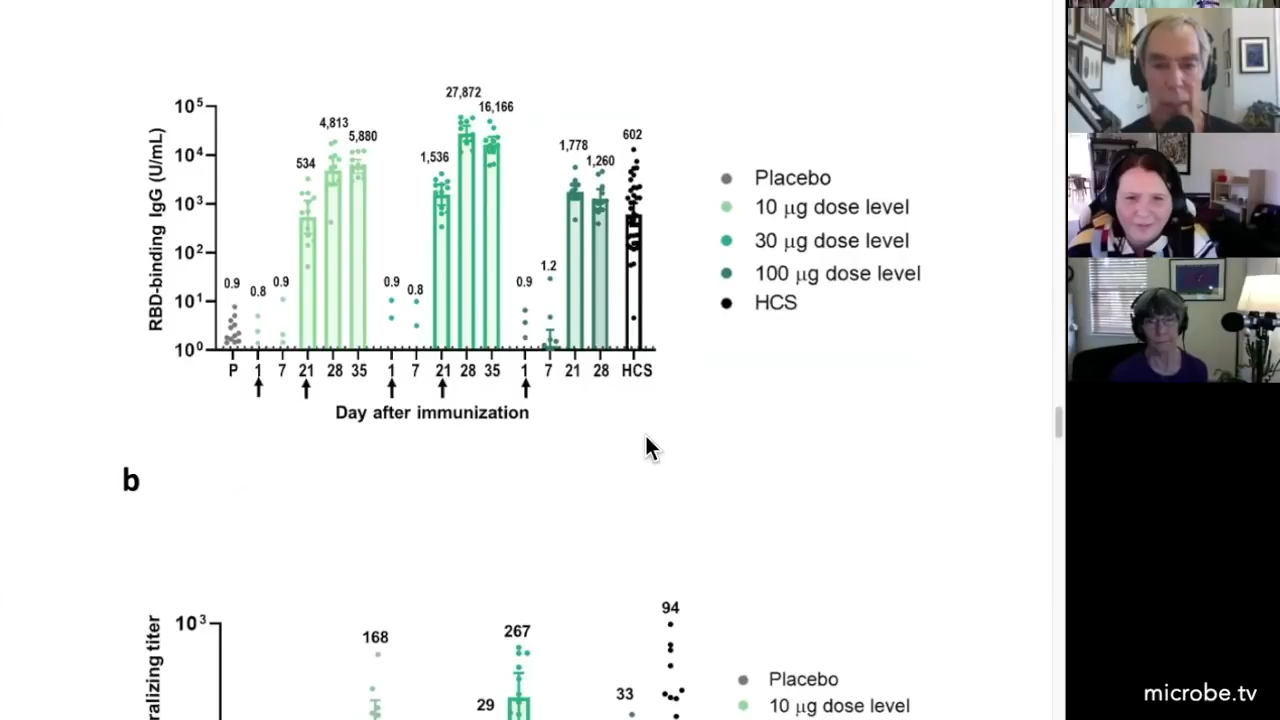 27,872
10⁵
16,166
4,813
602
5,880
1,778
10⁴
534
1,536
1,260
RBD-binding IgG (U/mL)
10³
10²
1.2
0.9
0.8
0.9
0.9
0.8
0.9
10¹
10⁰
P 1 7 21 28 35 1 7 21 28 35 1 7 21 28 HCS
Day after immunization
Placebo
10 µg dose level
30 µg dose level
100 µg dose level
HCS
b
ralizing titer
10³
168
29
267
33
94
Placebo
10 µg dose level
microbe.tv